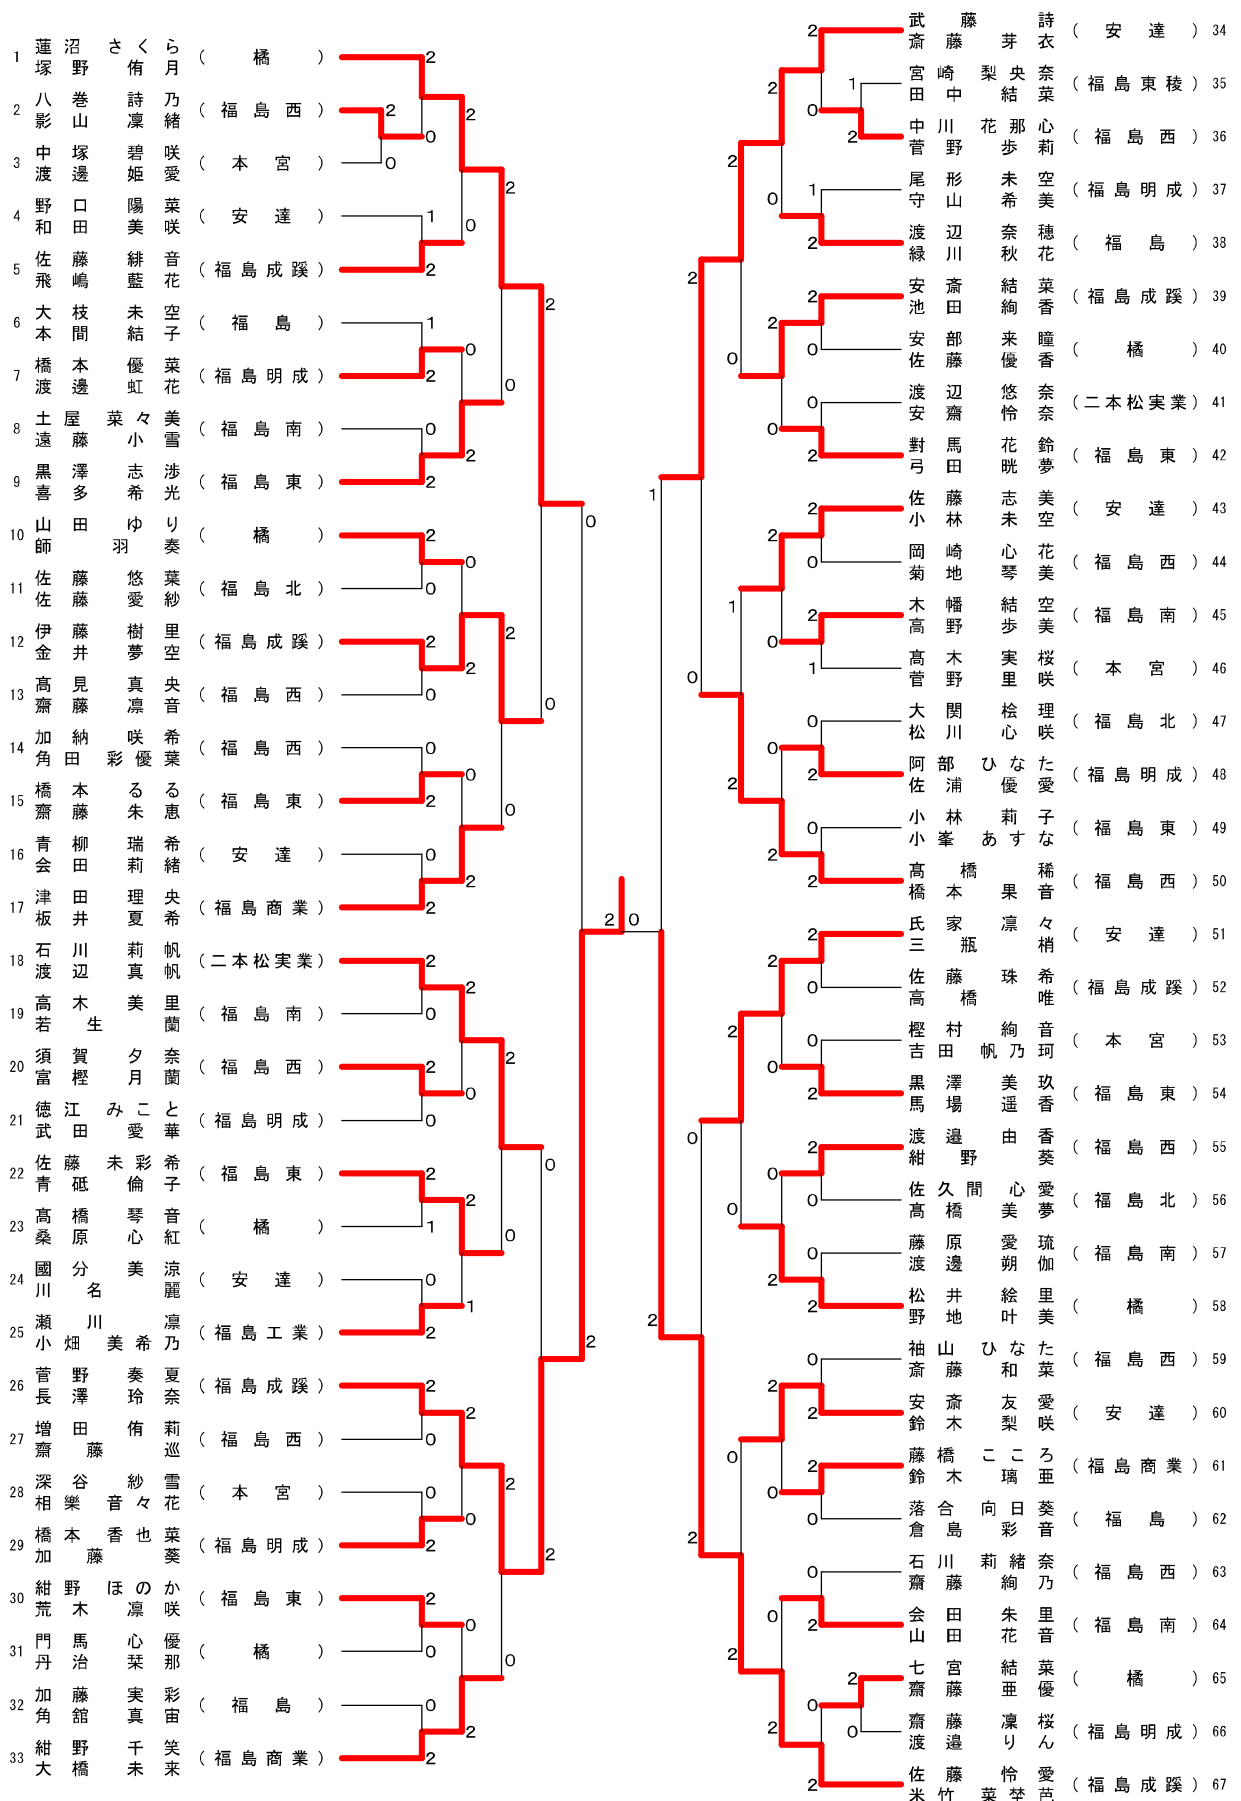 1 蓮沼 さくら ( 橘 )
塚野 侑月
2 八巻 詩乃 ( 福島西 )
影山 凜緒
3 中塚 碧咲 ( 本宮 )
渡邊 姫愛
4 野口 陽菜 ( 安達 )
和田 美咲
5 佐藤 緋音 ( 福島成蹊 )
飛嶋 藍花
6 大枝 未空 ( 福島 )
本間 結子
7 橋本 優菜 ( 福島明成 )
渡邊 虹花
8 土屋 菜々美 ( 福島南 )
遠藤 小雪
9 黒澤 志渉 ( 福島東 )
喜多 希光
10 山田 ゆり ( 橘 )
師 羽奏
11 佐藤 悠葉 ( 福島北 )
佐藤 愛紗
12 伊藤 樹里 ( 福島成蹊 )
金井 夢空
13 髙見 真央 ( 福島西 )
齋藤 凛音
14 加納 咲希 ( 福島西 )
角田 彩優葉
15 橋本 るる ( 福島東 )
齋藤 朱恵
16 青柳 瑞希 ( 安達 )
会田 莉緒
17 津田 理央 ( 福島商業 )
板井 夏希
18 石川 莉帆 ( 二本松実業 )
渡辺 真帆
19 高木 美里 ( 福島南 )
若生 蘭
20 須賀 夕奈 ( 福島西 )
富樫 月蘭
21 徳江 みこと ( 福島明成 )
武田 愛華
22 佐藤 未彩希 ( 福島東 )
青砥 倫子
23 髙橋 琴音 ( 橘 )
桑原 心紅
24 國分 美涼 ( 安達 )
川名 麗
25 瀬川 凛 ( 福島工業 )
小畑 美希乃
26 菅野 奏夏 ( 福島成蹊 )
長澤 玲奈
27 増田 侑莉 ( 福島西 )
齋藤 巡
28 深谷 紗雪 ( 本宮 )
相樂 音々花
29 橋本 香也菜 ( 福島明成 )
加藤 葵
30 紺野 ほのか ( 福島東 )
荒木 凛咲
31 門馬 心優 ( 橘 )
丹治 栞那
32 加藤 実彩 ( 福島 )
角舘 真宙
33 紺野 千笑 ( 福島商業 )
大橋 未来
武藤 詩 ( 安達 ) 34
斎藤 芽衣
宮崎 梨央奈 ( 福島東稜 ) 35
田中 結菜
中川 花那心 ( 福島西 ) 36
菅野 歩莉
尾形 未空 ( 福島明成 ) 37
守山 希美
渡辺 奈穂 ( 福島 ) 38
緑川 秋花
安斎 結菜 ( 福島成蹊 ) 39
池田 絢香
安部 来瞳 ( 橘 ) 40
佐藤 優香
渡辺 悠奈 ( 二本松実業 ) 41
安齋 怜奈
對馬 花鈴 ( 福島東 ) 42
弓田 晄夢
佐藤 志美 ( 安達 ) 43
小林 未空
岡崎 心花 ( 福島西 ) 44
菊地 琴美
木幡 結空 ( 福島南 ) 45
高野 歩美
髙木 実桜 ( 本宮 ) 46
菅野 里咲
大関 桧理 ( 福島北 ) 47
松川 心咲
阿部 ひなた ( 福島明成 ) 48
佐浦 優愛
小林 莉子 ( 福島東 ) 49
小峯 あすな
髙橋 稀 ( 福島西 ) 50
橋本 果音
氏家 凛々 ( 安達 ) 51
三瓶 梢
佐藤 珠希 ( 福島成蹊 ) 52
高橋 唯
樫村 絢音 ( 本宮 ) 53
吉田 帆乃珂
黒澤 美玖 ( 福島東 ) 54
馬場 遥香
渡邉 由香 ( 福島西 ) 55
紺野 葵
佐久間 心愛 ( 福島北 ) 56
髙橋 美夢
藤原 愛琉 ( 福島南 ) 57
渡邊 朔伽
松井 絵里 ( 橘 ) 58
野地 叶美
袖山 ひなた ( 福島西 ) 59
斎藤 和菜
安斎 友愛 ( 安達 ) 60
鈴木 梨咲
藤橋 こころ ( 福島商業 ) 61
鈴木 璃亜
落合 向日葵 ( 福島 ) 62
倉島 彩音
石川 莉緒奈 ( 福島西 ) 63
齋藤 絢乃
会田 朱里 ( 福島南 ) 64
山田 花音
七宮 結菜 ( 橘 ) 65
齋藤 亜優
齋藤 凜桜 ( 福島明成 ) 66
渡邉 りん
佐藤 怜愛 ( 福島成蹊 ) 67
米竹 菜埜芭